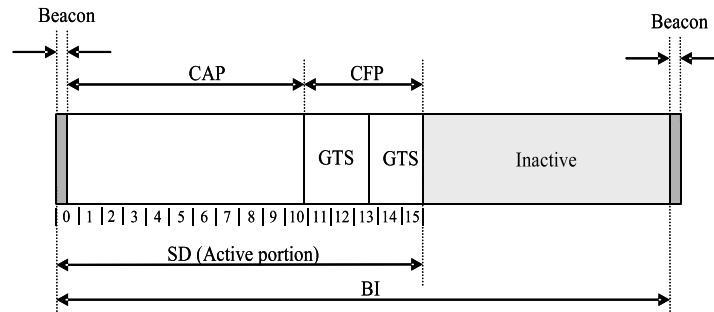 Beacon
Beacon
CAP
CFP
GTS
GTS
Inactive
0 1 2 3 4 5 6 7 8 9 10 11 12 13 14 15
SD (Active portion)
BI